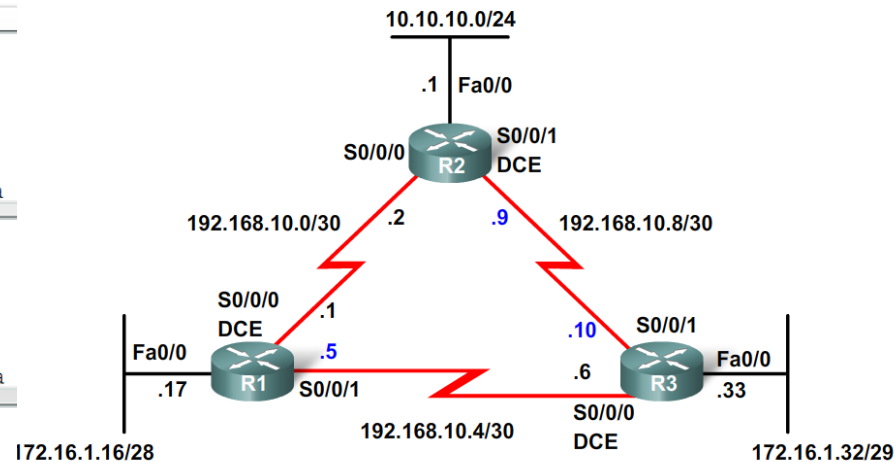 10.10.10.0/24
.1 Fa0/0
S0/0/0
S0/0/1
DCE
R2
a
192.168.10.0/30
.2
.9
192.168.10.8/30
S0/0/0
DCE
.1
.10
S0/0/1
Fa0/0
.5
.6
Fa0/0
a
.17
R1
S0/0/1
R3
.33
S0/0/0
DCE
192.168.10.4/30
172.16.1.16/28
172.16.1.32/29